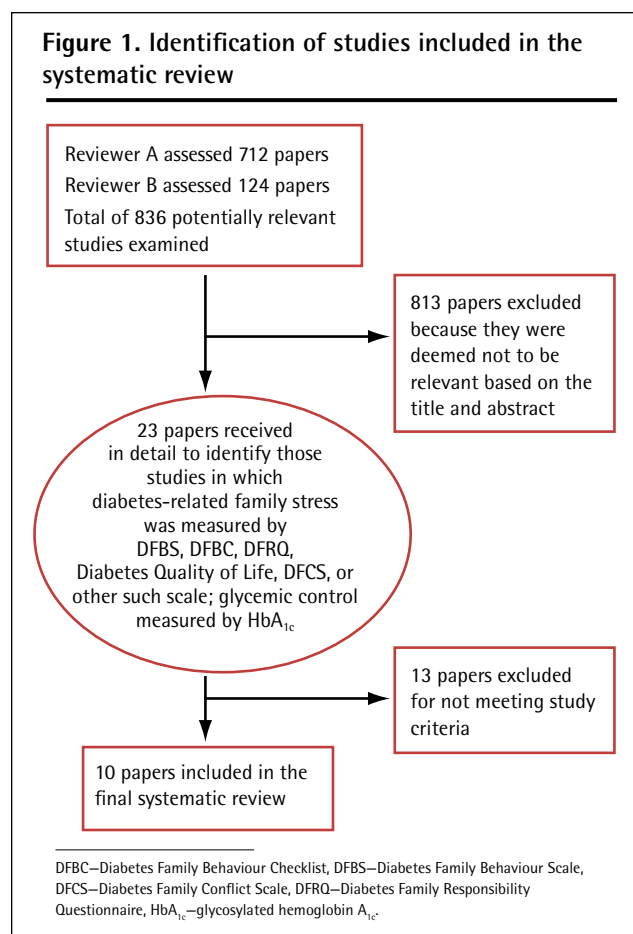 Figure 1. Identification of studies included in the
systematic review
Reviewer A assessed 712 papers
Reviewer B assessed 124 papers
Total of 836 potentially relevant
studies examined
813 papers excluded
because they were
deemed not to be
relevant based on the
title and abstract
23 papers received
in detail to identify those
studies in which
diabetes-related family stress
was measured by
DFBS, DFBC, DFRQ,
Diabetes Quality of Life, DFCS, or
other such scale; glycemic control
measured by HbA1c
13 papers excluded
for not meeting study
criteria
10 papers included in the
final systematic review
DFBC—Diabetes Family Behaviour Checklist, DFBS—Diabetes Family Behaviour Scale,
DFCS—Diabetes Family Conflict Scale, DFRQ—Diabetes Family Responsibility
Questionnaire, HbA1c—glycosylated hemoglobin A1c.